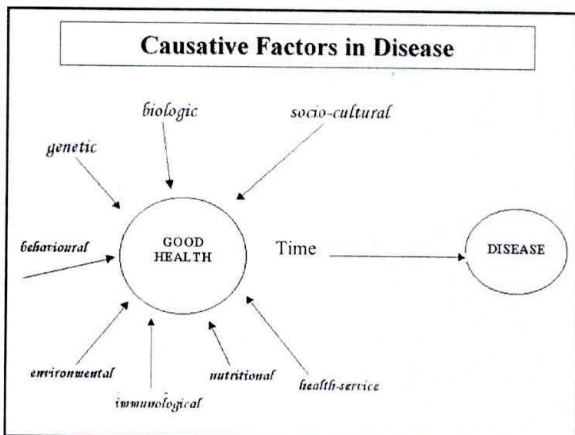 Causative Factors in Disease
biologic
socio-cultural
genetic
behavioural
GOOD
HEALTH
Time
DISEASE
environmental
immunological
nutritional
health-service